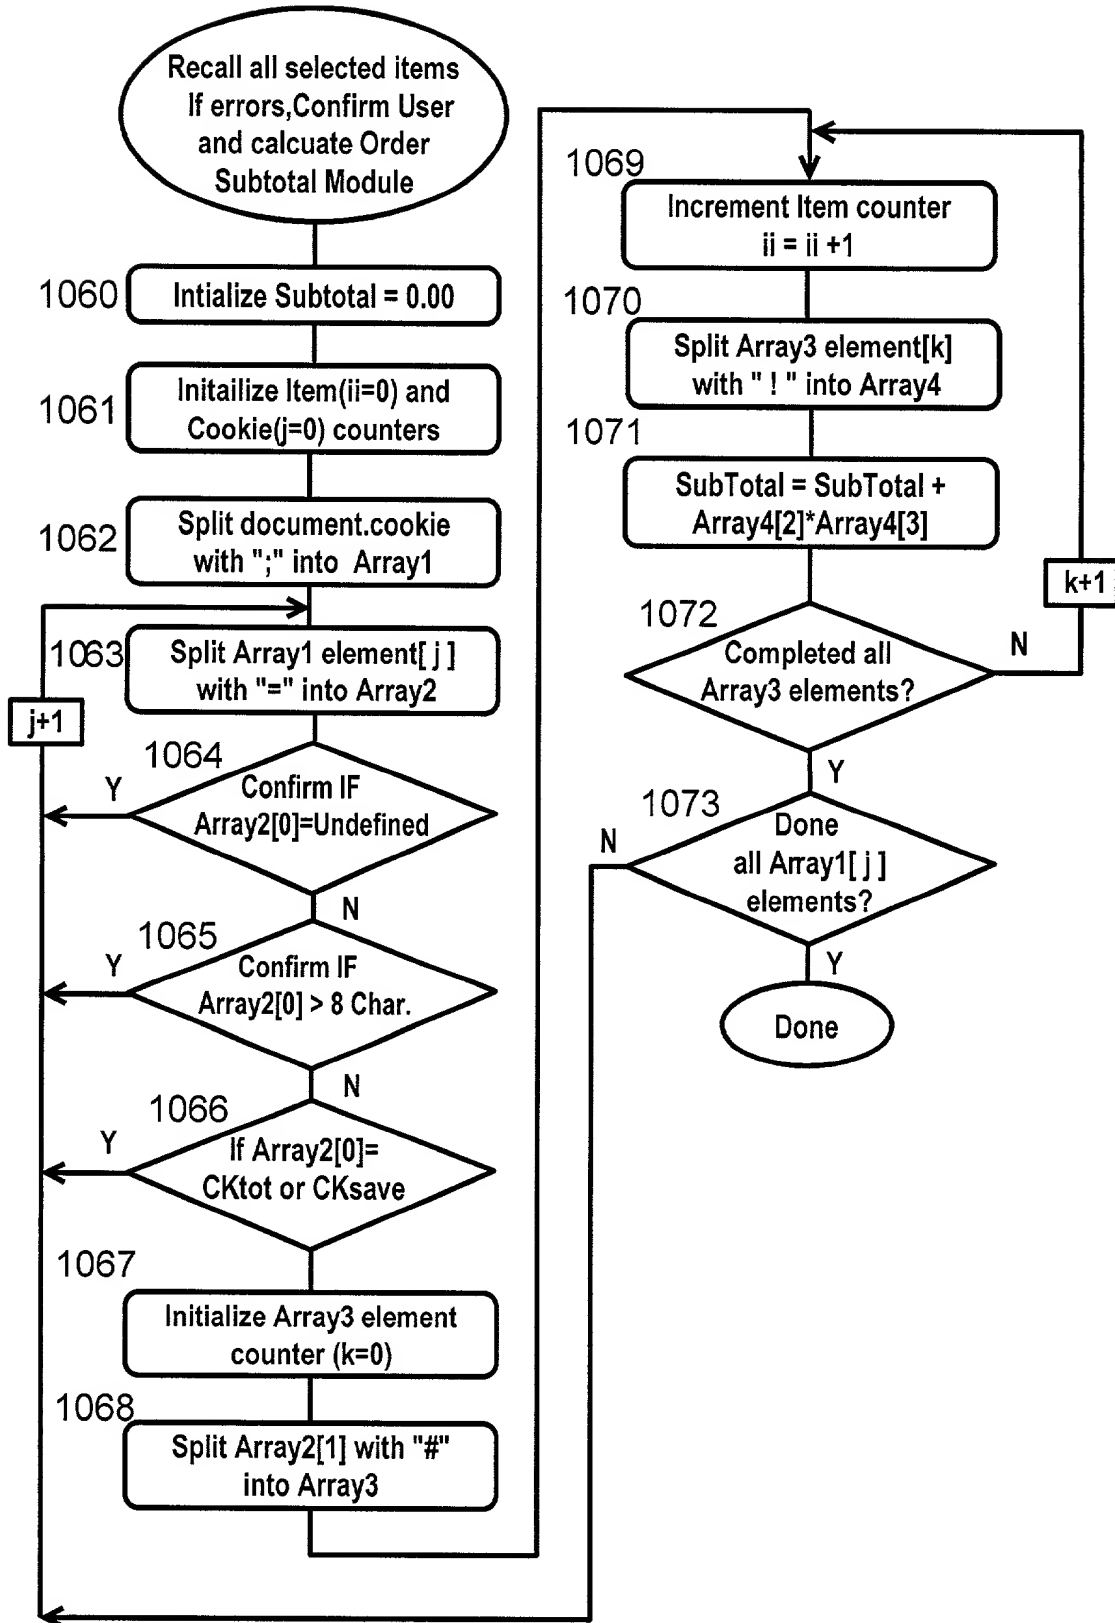 Recall all selected items
If errors,Confirm User
and calcuate Order
Subtotal Module
1060
Intialize Subtotal = 0.00
1061
Initailize Item(ii=0) and
Cookie(j=0) counters
1062
Split document.cookie
with ";" into Array1
1063
Split Array1 element[ j ]
with "=" into Array2
j+1
1064
Y
Confirm IF
Array2[0]=Undefined
N
1065
Y
Confirm IF
Array2[0] > 8 Char.
N
1066
Y
If Array2[0]=
CKtot or CKsave
1067
Initialize Array3 element
counter (k=0)
1068
Split Array2[1] with "#"
into Array3
1069
Increment Item counter
ii = ii +1
1070
Split Array3 element[k]
with " ! " into Array4
1071
SubTotal = SubTotal +
Array4[2]*Array4[3]
k+1
1072
N
Completed all
Array3 elements?
Y
1073
N
Done
all Array1[ j ]
elements?
Y
Done